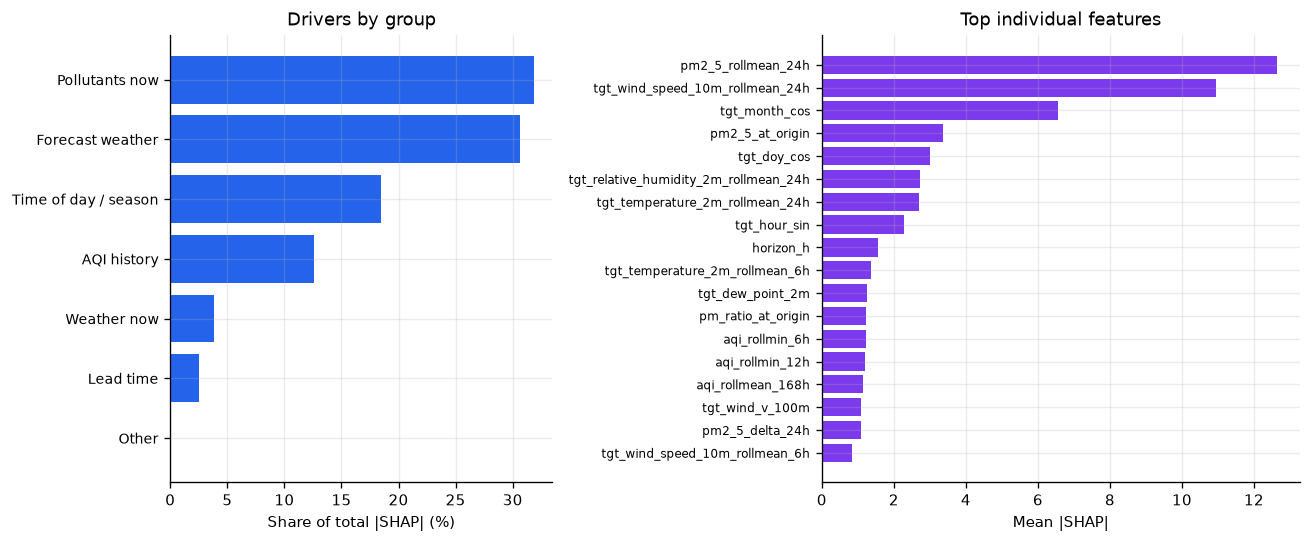 Drivers by group
Pollutants now
Forecast weather
Time of day / season
AQI history
Weather now
Lead time
Other
0 5 10 15 20 25 30
Share of total |SHAP| (%)
Top individual features
pm2_5_rollmean_24h
tgt_wind_speed_10m_rollmean_24h
tgt_month_cos
pm2_5_at_origin
tgt_doy_cos
tgt_relative_humidity_2m_rollmean_24h
tgt_temperature_2m_rollmean_24h
tgt_hour_sin
horizon_h
tgt_temperature_2m_rollmean_6h
tgt_dew_point_2m
pm_ratio_at_origin
aqi_rollmin_6h
aqi_rollmin_12h
aqi_rollmean_168h
tgt_wind_v_100m
pm2_5_delta_24h
tgt_wind_speed_10m_rollmean_6h
0 2 4 6 8 10 12
Mean |SHAP|